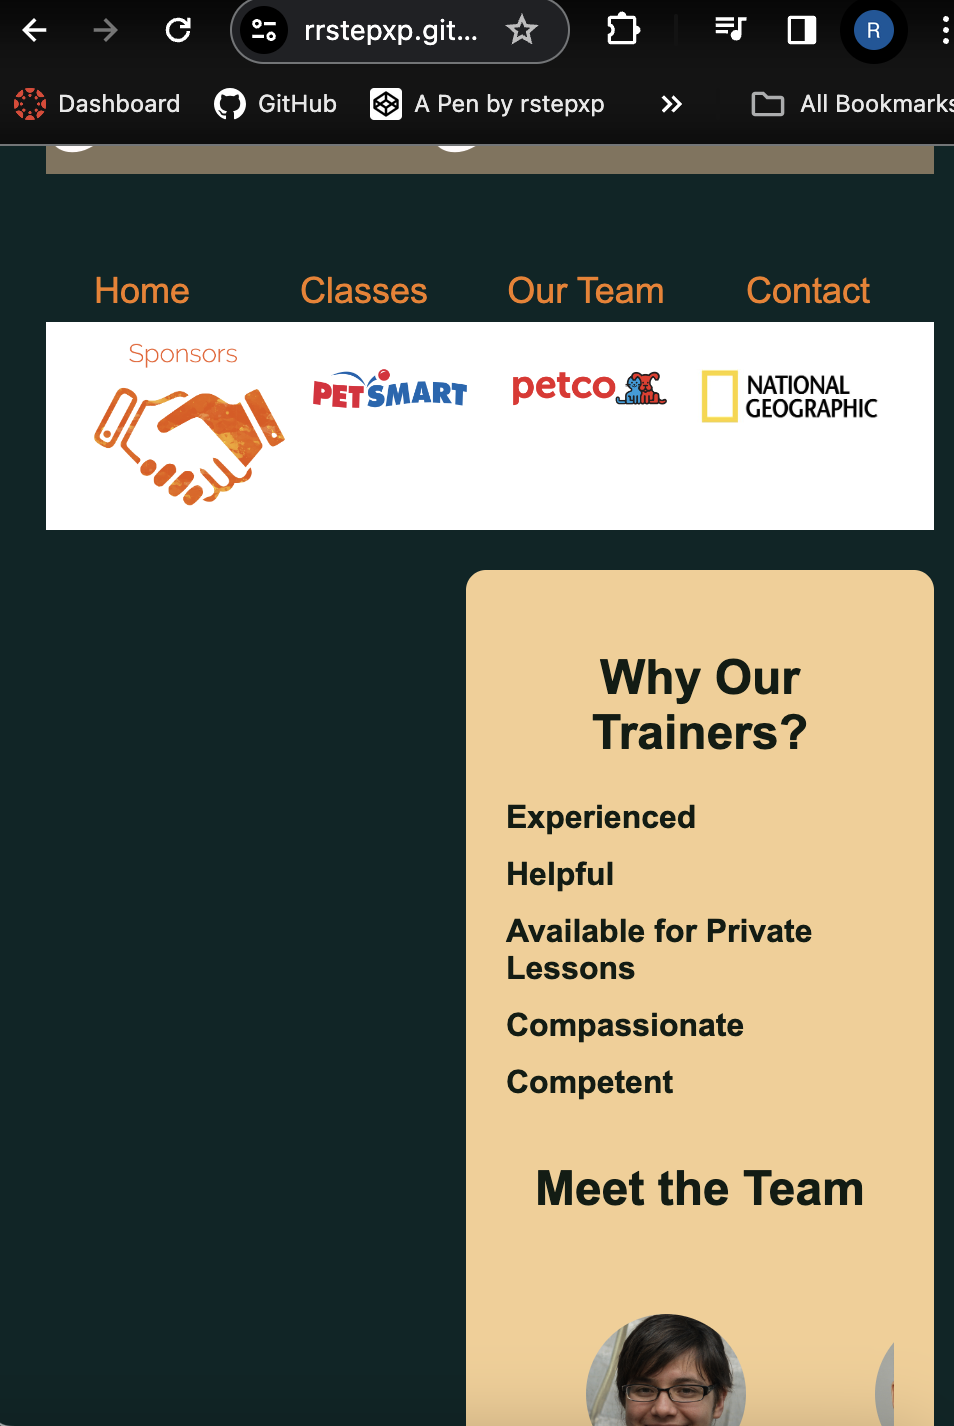 rrstepxp.git...
R
Dashboard GitHub A Pen by rstepxp All Bookmarks
Home Classes Our Team Contact
Sponsors
PETSMART
petco
NATIONAL
GEOGRAPHIC
Why Our
Trainers?
Experienced
Helpful
Available for Private
Lessons
Compassionate
Competent
Meet the Team